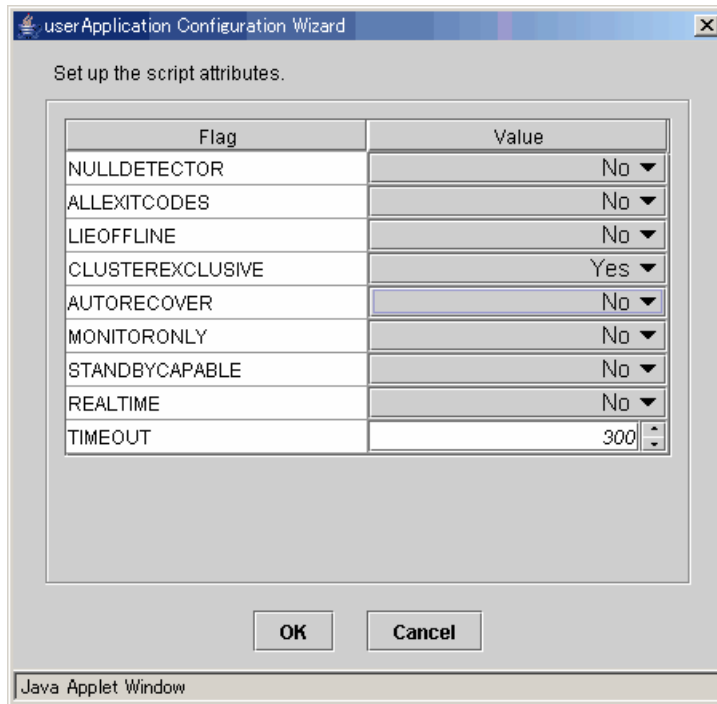 userApplication Configuration Wizard
Set up the script attributes.
Flag Value
NULLDETECTOR No
ALLEXITCODES No
LIEOFFLINE No
CLUSTEREXCLUSIVE Yes
AUTORECOVER No
MONITORONLY No
STANDBYCAPABLE No
REALTIME No
TIMEOUT 300
OK Cancel
Java Applet Window